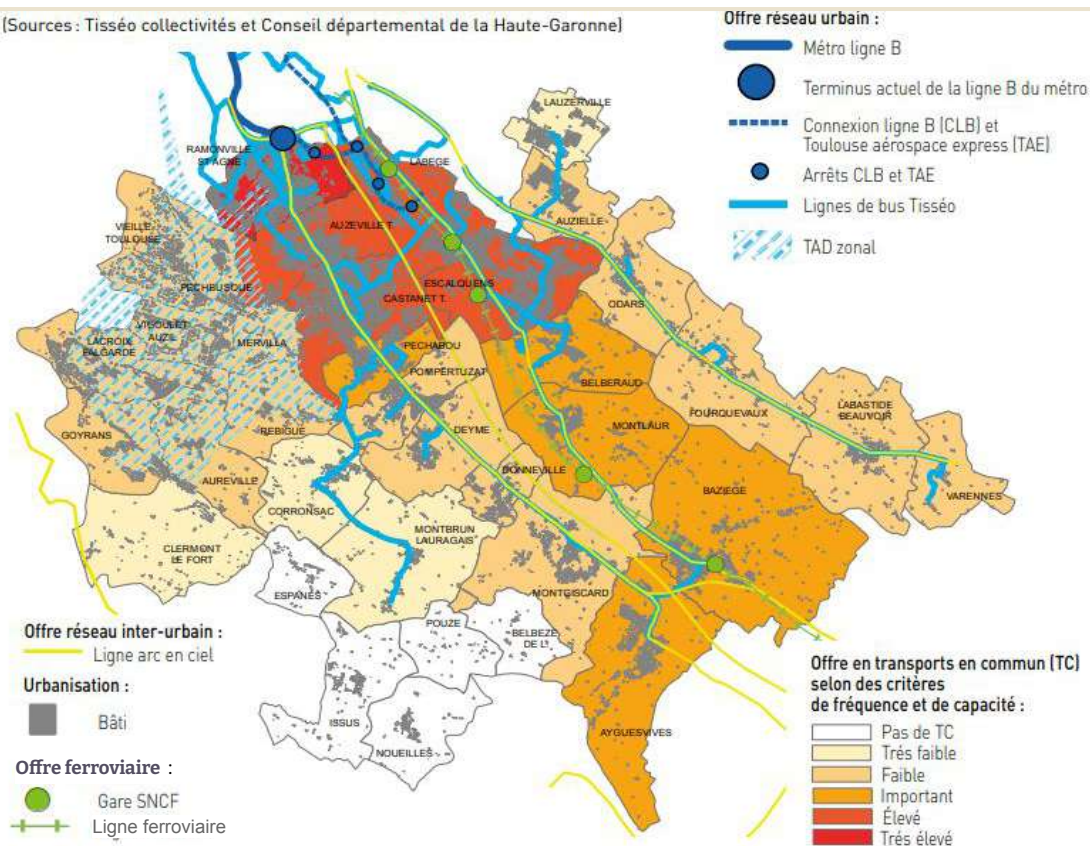 (Sources : Tisséo collectivités et Conseil départemental de la Haute-Garonne)
Offre réseau urbain :
Métro ligne B
Terminus actuel de la ligne B du métro
Connexion ligne B (CLB) et
Toulouse aérospace express (TAE)
Arrêts CLB et TAE
Lignes de bus Tisséo
TAD zonal
LAUZERVILLE
RAMONVILLE
ST AGNE
LABEGE
AUZIELLE
VIEILLE
TOULOUSE
AUZEVILLE T.
PECHBUSQUE
ESCALQUENS
CASTANET T.
ODARS
VIGOULET
AUZIL
LACROIX
FALGARDE
MERVILLA
PECHABOU
POMPERTUZAT
BELBERAUD
FOURQUEVAUX
LABASTIDE
BEAUVOIR
GOYRANS
REBIGUE
DEYME
MONTLAUR
DONNEVILLE
AUREVILLE
BAZIEGE
VARENNES
CORRONSAC
MONTBRUN
LAURAGAIS
CLERMONT
LE FORT
ESPANES
MONTGISCARD
POUZE
BELBEZE
DE L.
ISSUS
NOUEILLES
AYGUESVIVES
Offre réseau inter-urbain :
Ligne arc en ciel
Urbanisation :
Bâti
Offre ferroviaire :
Gare SNCF
Ligne ferroviaire
Offre en transports en commun (TC)
selon des critères
de fréquence et de capacité :
Pas de TC
Trés faible
Faible
Important
Élevé
Trés élevé